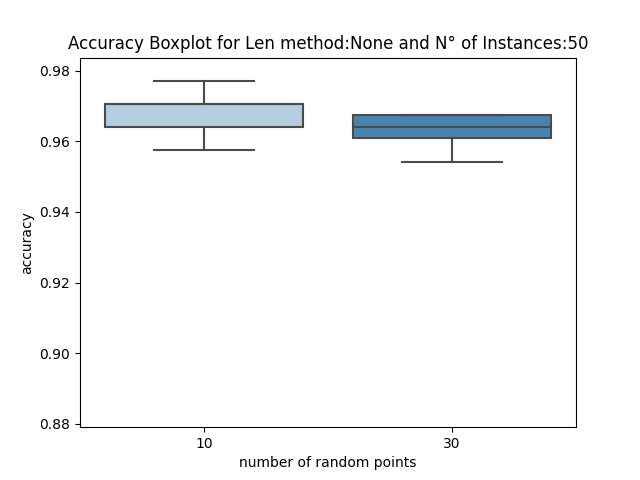 Accuracy Boxplot for Len method:None and N° of Instances:50
0.98
0.96
0.94
0.92
0.90
0.88
accuracy
10 30
number of random points